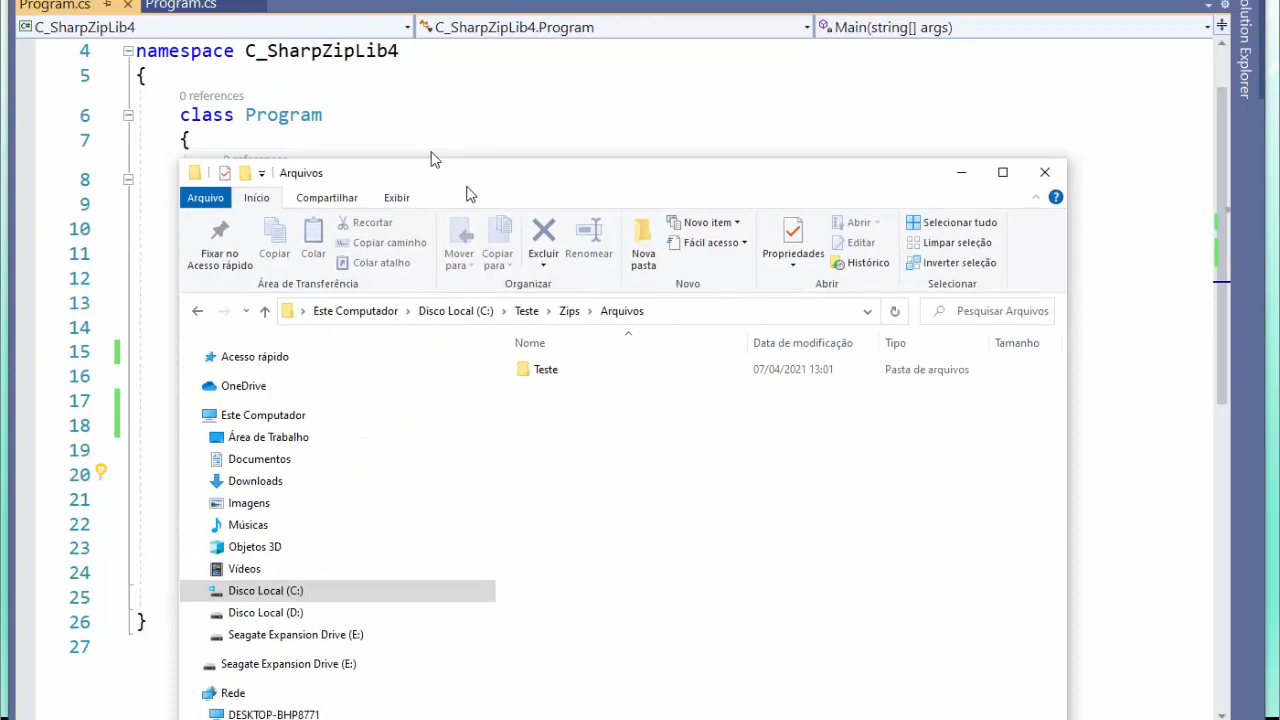 Program.cs Program.cs
C_SharpZipLib4 C_SharpZipLib4.Program Main(string[] args)
Solution Explorer
4 namespace C_SharpZipLib4
5 {
0 references
6 class Program
7 {
8
9
10
11
12
13
14
15
16
17
18
19
20
21
22
23
24
25
26 }
27
Arquivos
Arquivo Início Compartilhar Exibir
Fixar no Acesso rápido
Copiar
Colar
Recortar
Copiar caminho
Colar atalho
Área de Transferência
Mover para
Copiar para
Excluir
Renomear
Organizar
Nova pasta
Novo item
Fácil acesso
Novo
Propriedades
Abrir
Editar
Histórico
Abrir
Selecionar tudo
Limpar seleção
Inverter seleção
Selecionar
Este Computador Disco Local (C:) Teste Zips Arquivos
Pesquisar Arquivos
Nome Data de modificação Tipo Tamanho
Teste 07/04/2021 13:01 Pasta de arquivos
Acesso rápido
OneDrive
Este Computador
Área de Trabalho
Documentos
Downloads
Imagens
Músicas
Objetos 3D
Vídeos
Disco Local (C:)
Disco Local (D:)
Seagate Expansion Drive (E:)
Seagate Expansion Drive (E:)
Rede
DESKTOP-BHP8771